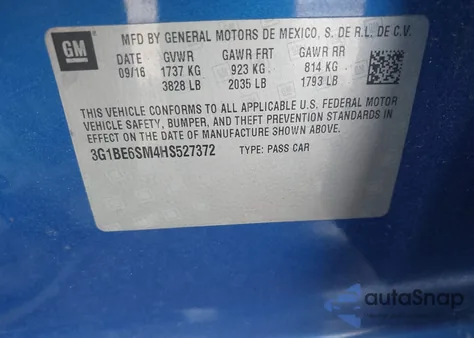 GM
MFD BY GENERAL MOTORS DE MEXICO, S. DE R.L. DE C.V.
DATE GVWR GAWR FRT GAWR RR
09/16 1737 KG 923 KG 814 KG
3828 LB 2035 LB 1793 LB
THIS VEHICLE CONFORMS TO ALL APPLICABLE U.S. FEDERAL MOTOR
VEHICLE SAFETY, BUMPER, AND THEFT PREVENTION STANDARDS IN
EFFECT ON THE DATE OF MANUFACTURE SHOWN ABOVE.
3G1BE6SM4HS527372 TYPE: PASS CAR
autoSnap